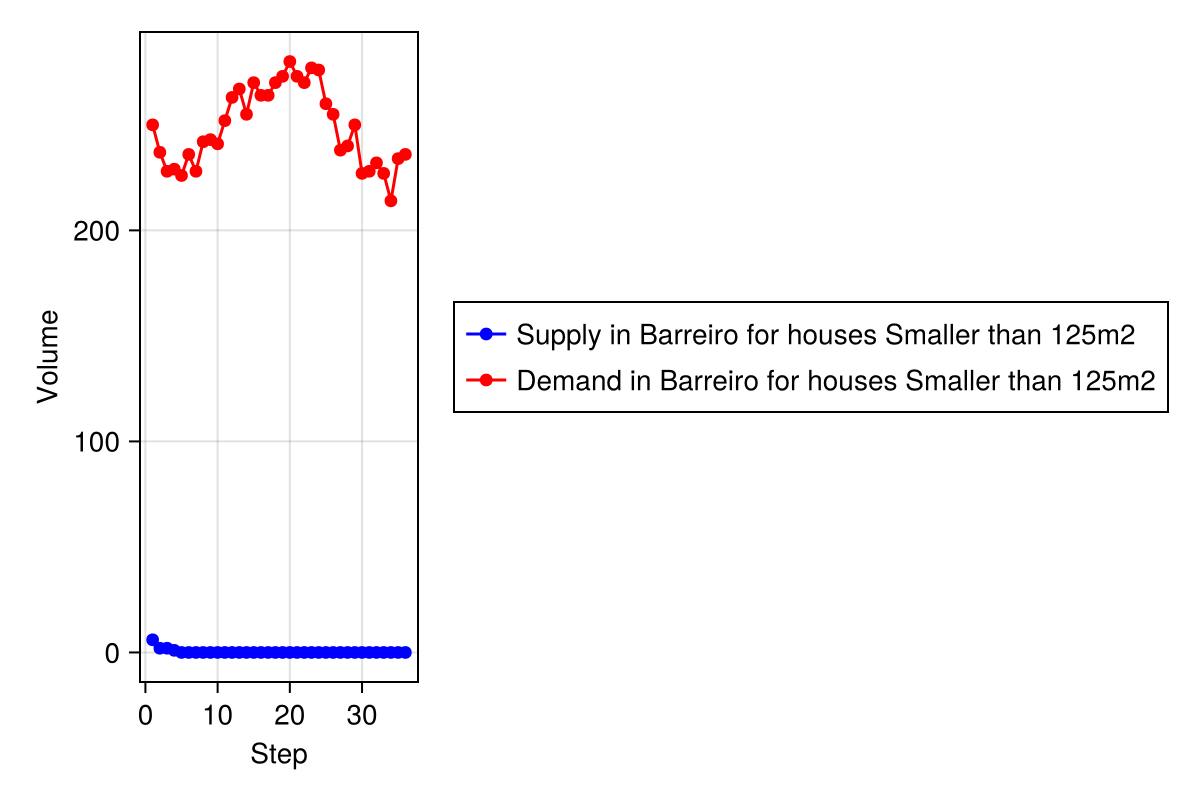 Volume
200
100
0
0 10 20 30
Step
Supply in Barreiro for houses Smaller than 125m2
Demand in Barreiro for houses Smaller than 125m2